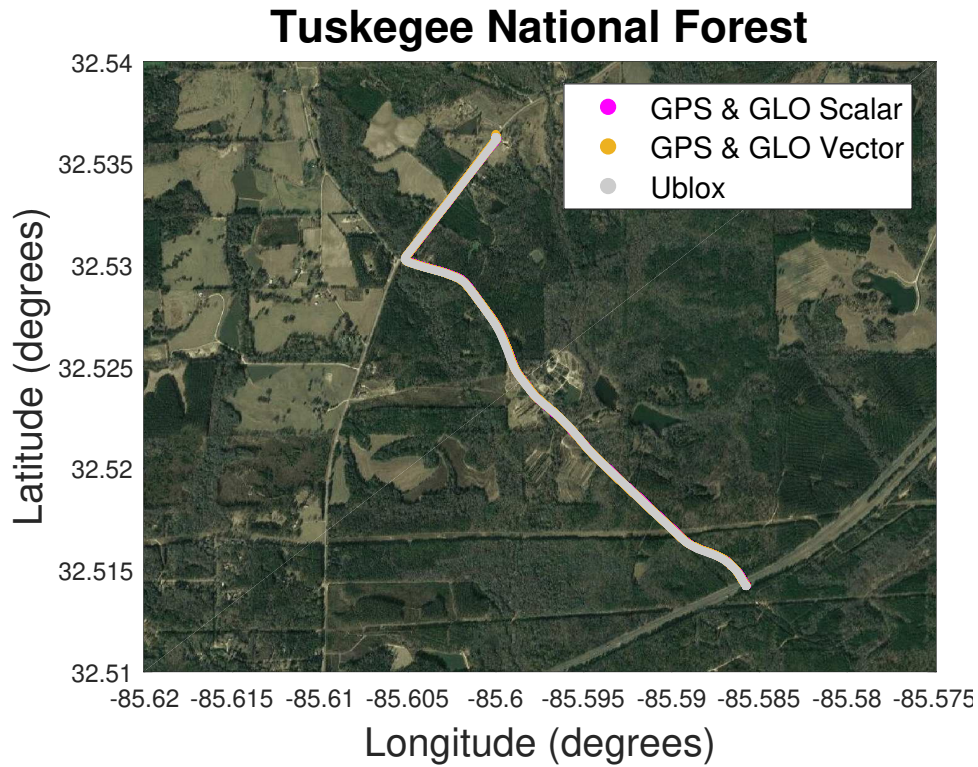 Tuskegee National Forest
32.54
32.535
32.53
32.525
32.52
32.515
32.51
Latitude (degrees)
GPS & GLO Scalar
GPS & GLO Vector
Ublox
-85.62 -85.615 -85.61 -85.605 -85.6 -85.595 -85.59 -85.585 -85.58 -85.575
Longitude (degrees)